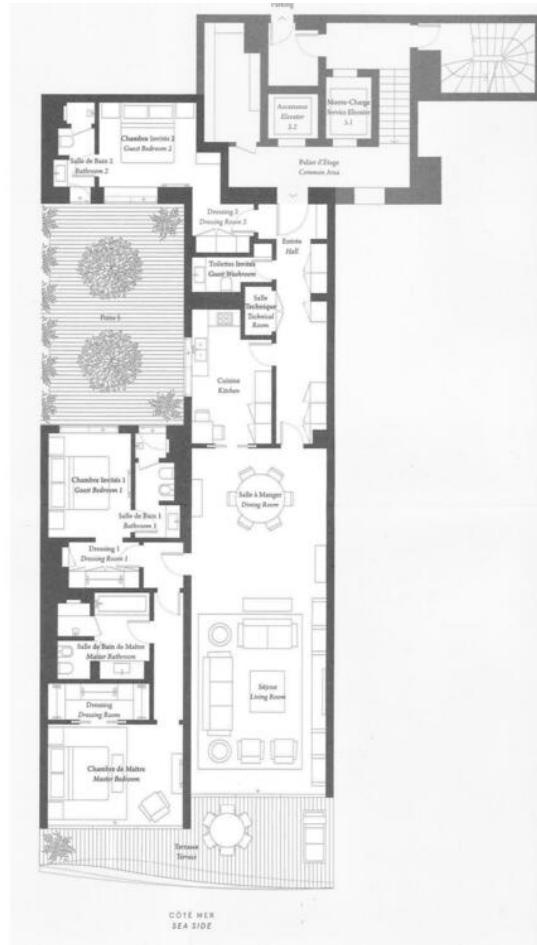 Parking
Ascenseur
Elevator
S.2
Monte-Charge
Service Elevator
S.1
Chambre Invités 2
Guest Bedroom 2
Salle de Bain 2
Bathroom 2
Palier d'Étage
Common Area
Dressing 2
Entrée
Hall
Toilettes Invités
Guest Washroom
Salle
Technique
Technical
Room
Patio S
Cuisine
Kitchen
Chambre Invités 1
Guest Bedroom 1
Salle à Manger
Dining Room
Salle de Bain 1
Bathroom 1
Dressing 1
Dressing Room 1
Salle de Bain de Maître
Master Bathroom
Séjour
Living Room
Dressing
Dressing Room
Chambre de Maître
Master Bedroom
Terrasse
Terrace
CÔTÉ MER
SEA SIDE